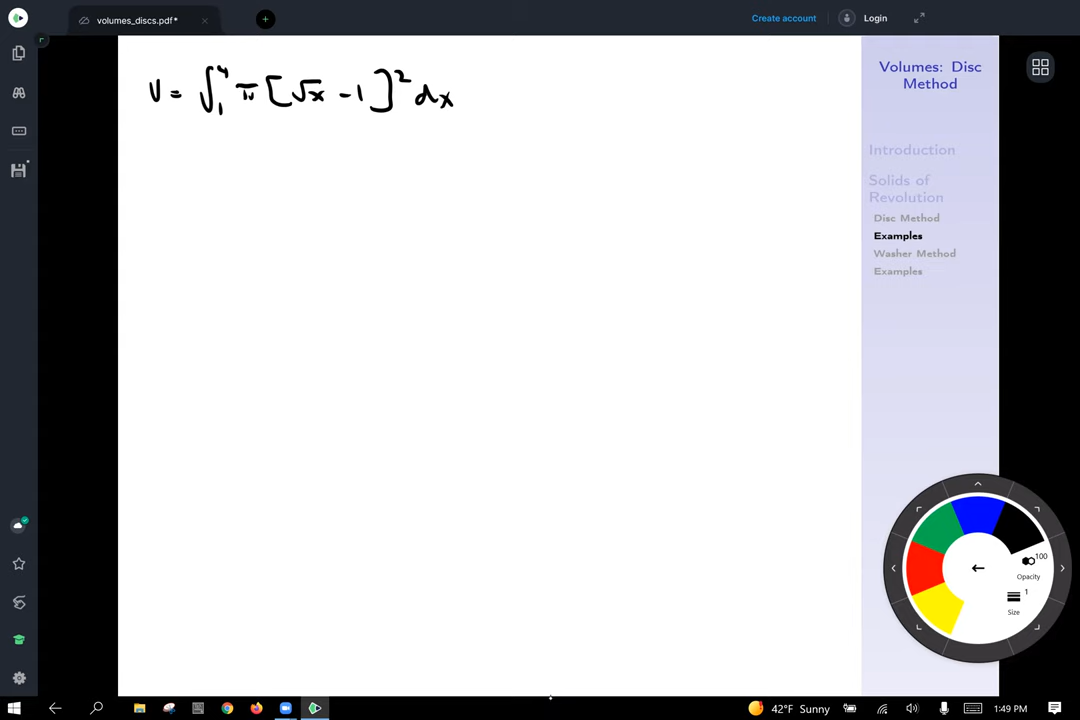 volumes_discs.pdf*
Create account
Login
V = ∫₁⁴ π [√x - 1]² dx
Volumes: Disc
Method
Introduction
Solids of
Revolution
Disc Method
Examples
Washer Method
Examples
100
Opacity
1
Size
42°F Sunny
1:49 PM